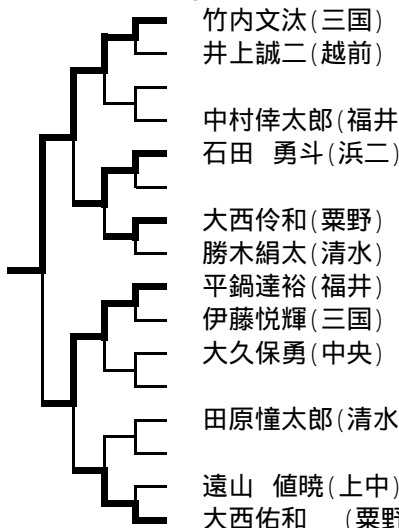 竹内文汰(三国)
井上誠二(越前)
中村倖太郎(福井
石田 勇斗(浜二)
大西伶和(粟野)
勝木絹太(清水)
平鍋達裕(福井)
伊藤悦輝(三国)
大久保勇(中央)
田原憧太郎(清水
遠山 値暁(上中)
大西佑和 (粟野